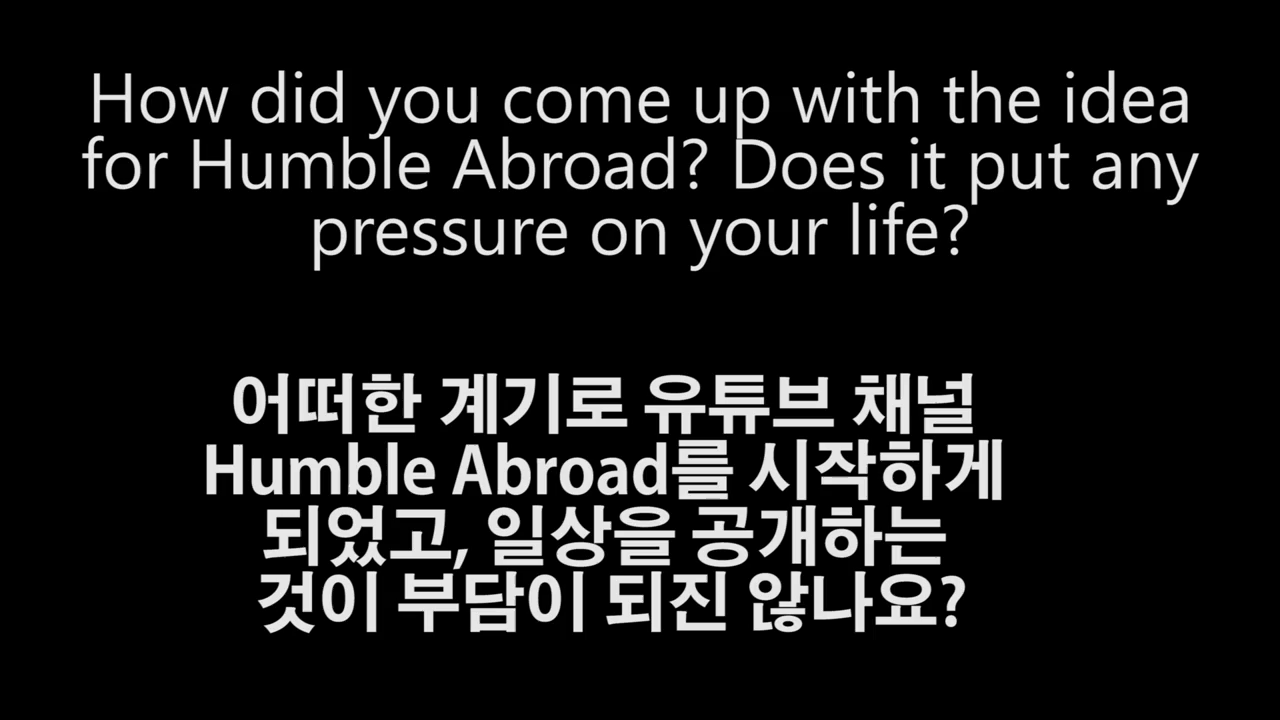 How did you come up with the idea
for Humble Abroad? Does it put any
pressure on your life?
어떠한 계기로 유튜브 채널
Humble Abroad를 시작하게
되었고, 일상을 공개하는
것이 부담이 되진 않나요?